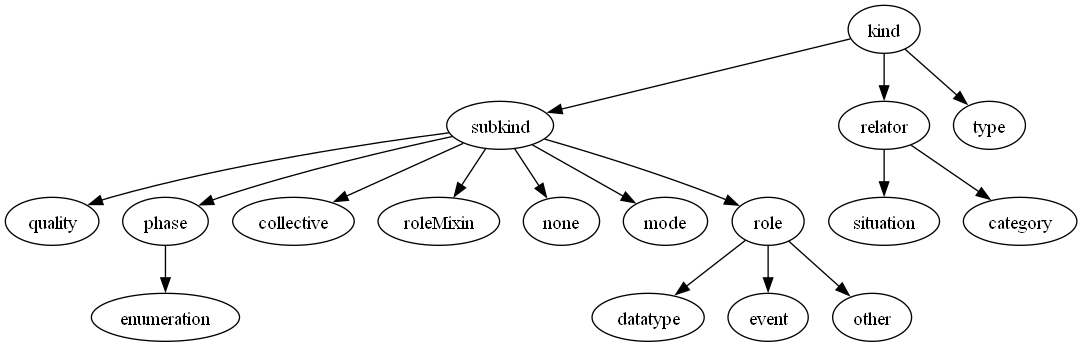 kind
subkind
relator
type
quality
phase
collective
roleMixin
none
mode
role
situation
category
enumeration
datatype
event
other